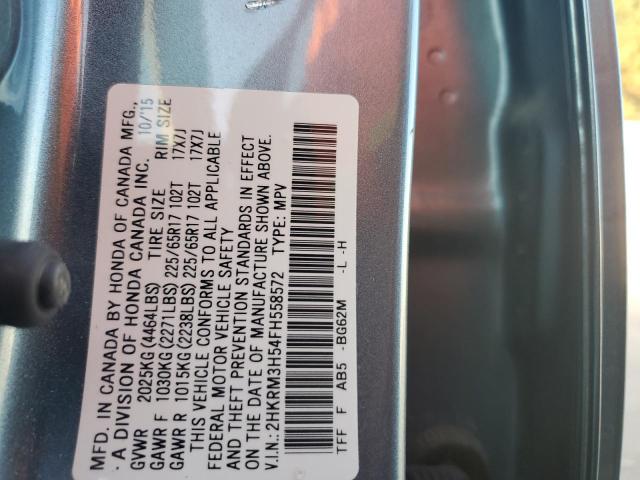 MFD. IN CANADA BY HONDA OF CANADA MFG.,
A DIVISION OF HONDA CANADA INC. 10/'15
GVWR 2025KG(4464LBS) TIRE SIZE RIM SIZE
GAWR F 1030KG(2271LBS) 225/65R17 102T 17X7J
GAWR R 1015KG(2238LBS) 225/65R17 102T 17X7J
THIS VEHICLE CONFORMS TO ALL APPLICABLE
FEDERAL MOTOR VEHICLE SAFETY
AND THEFT PREVENTION STANDARDS IN EFFECT
ON THE DATE OF MANUFACTURE SHOWN ABOVE.
V.I.N.: 2HKRM3H54FH558572 TYPE: MPV
TFF F AB5 -BG62M -L -H